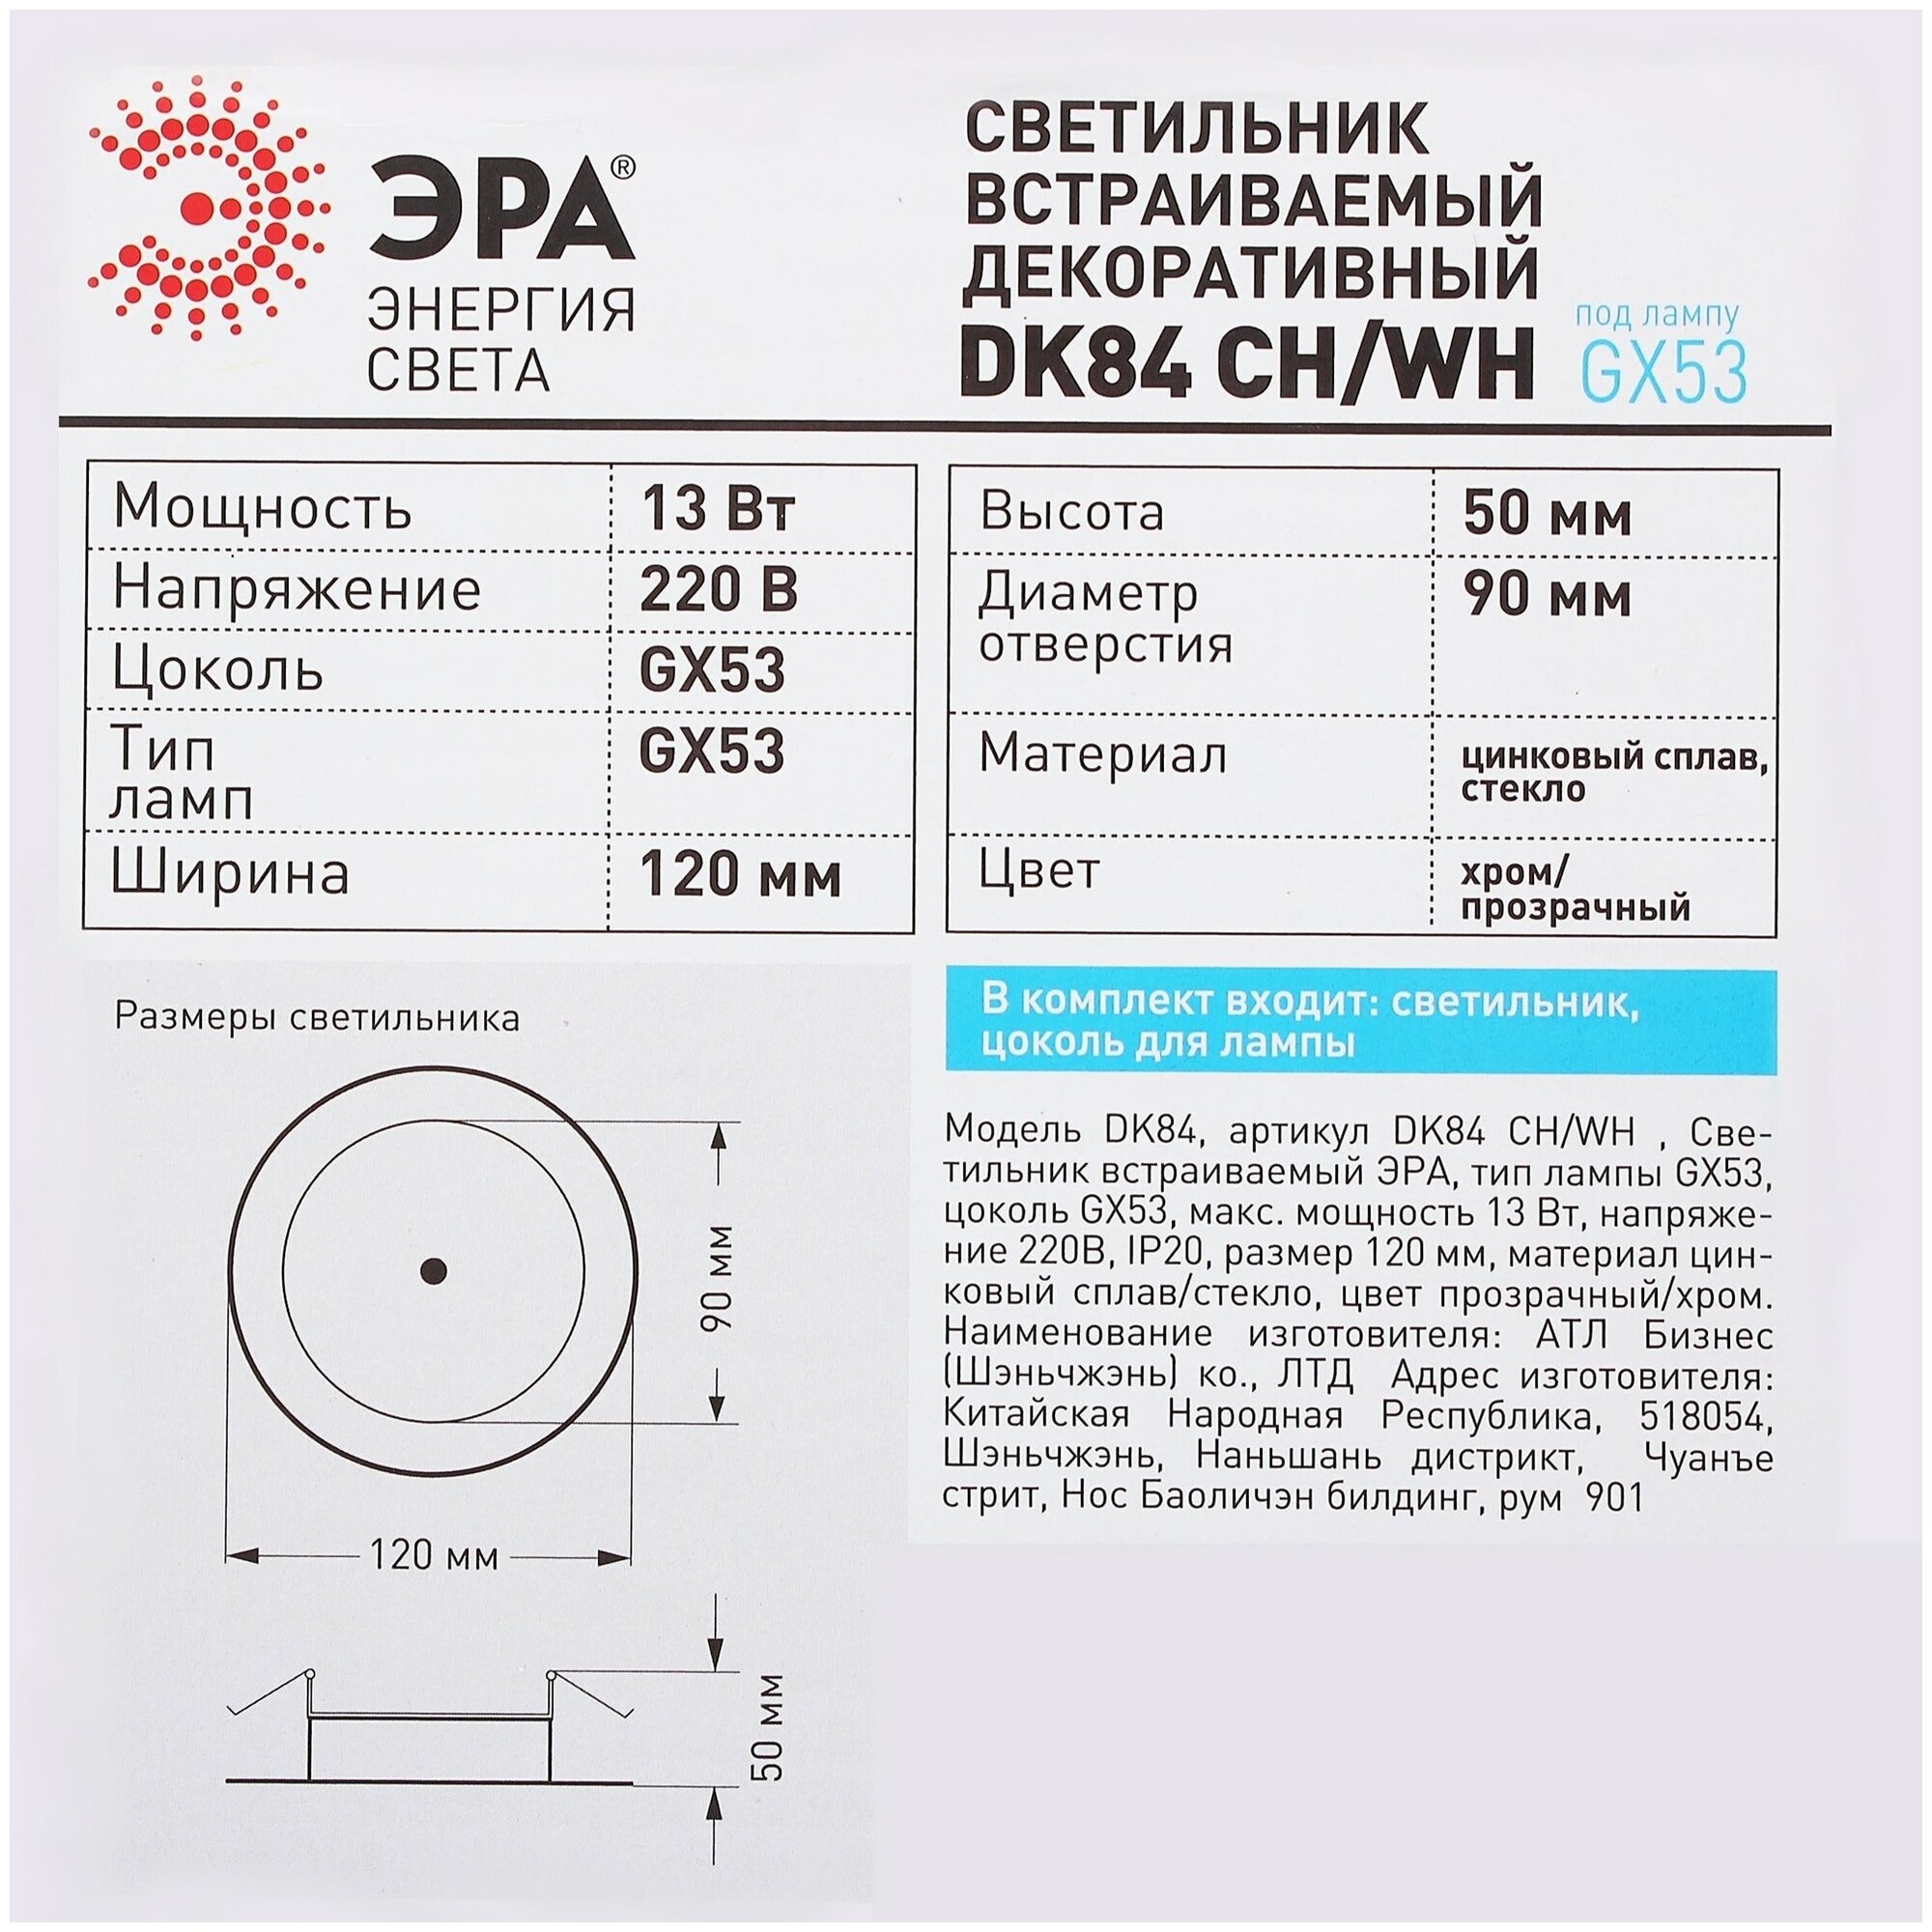 ЭРА®
ЭНЕРГИЯ
СВЕТА
СВЕТИЛЬНИК
ВСТРАИВАЕМЫЙ
ДЕКОРАТИВНЫЙ
DK84 CH/WH
под лампу
GX53
Мощность 13 Вт
Напряжение 220 В
Цоколь GX53
Тип GX53
ламп
Ширина 120 мм
Высота 50 мм
Диаметр 90 мм
отверстия
Материал цинковый сплав,
стекло
Цвет хром/
прозрачный
Размеры светильника
90 мм
120 мм
50 мм
В комплект входит: светильник,
цоколь для лампы
Модель DK84, артикул DK84 CH/WH , Све-
тильник встраиваемый ЭРА, тип лампы GX53,
цоколь GX53, макс. мощность 13 Вт, напряже-
ние 220В, IP20, размер 120 мм, материал цин-
ковый сплав/стекло, цвет прозрачный/хром.
Наименование изготовителя: АТЛ Бизнес
(Шэньчжэнь) ко., ЛТД Адрес изготовителя:
Китайская Народная Республика, 518054,
Шэньчжэнь, Наньшань дистрикт, Чуанъе
стрит, Нос Баоличэн билдинг, рум 901